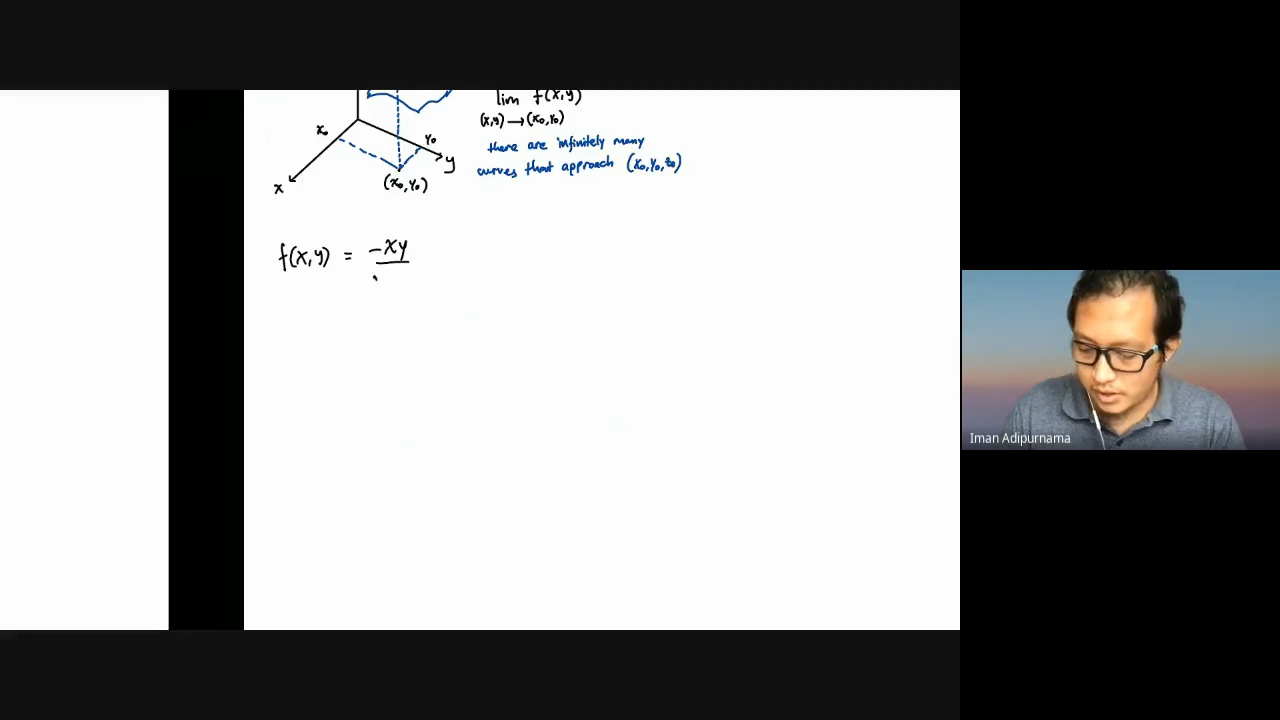 lim f(x,y)
(x,y) → (x₀,y₀)
there are infinitely many
curves that approach (x₀,y₀,z₀)
x₀
y₀
y
x
(x₀,y₀)
f(x,y) = -xy
Iman Adipurnama